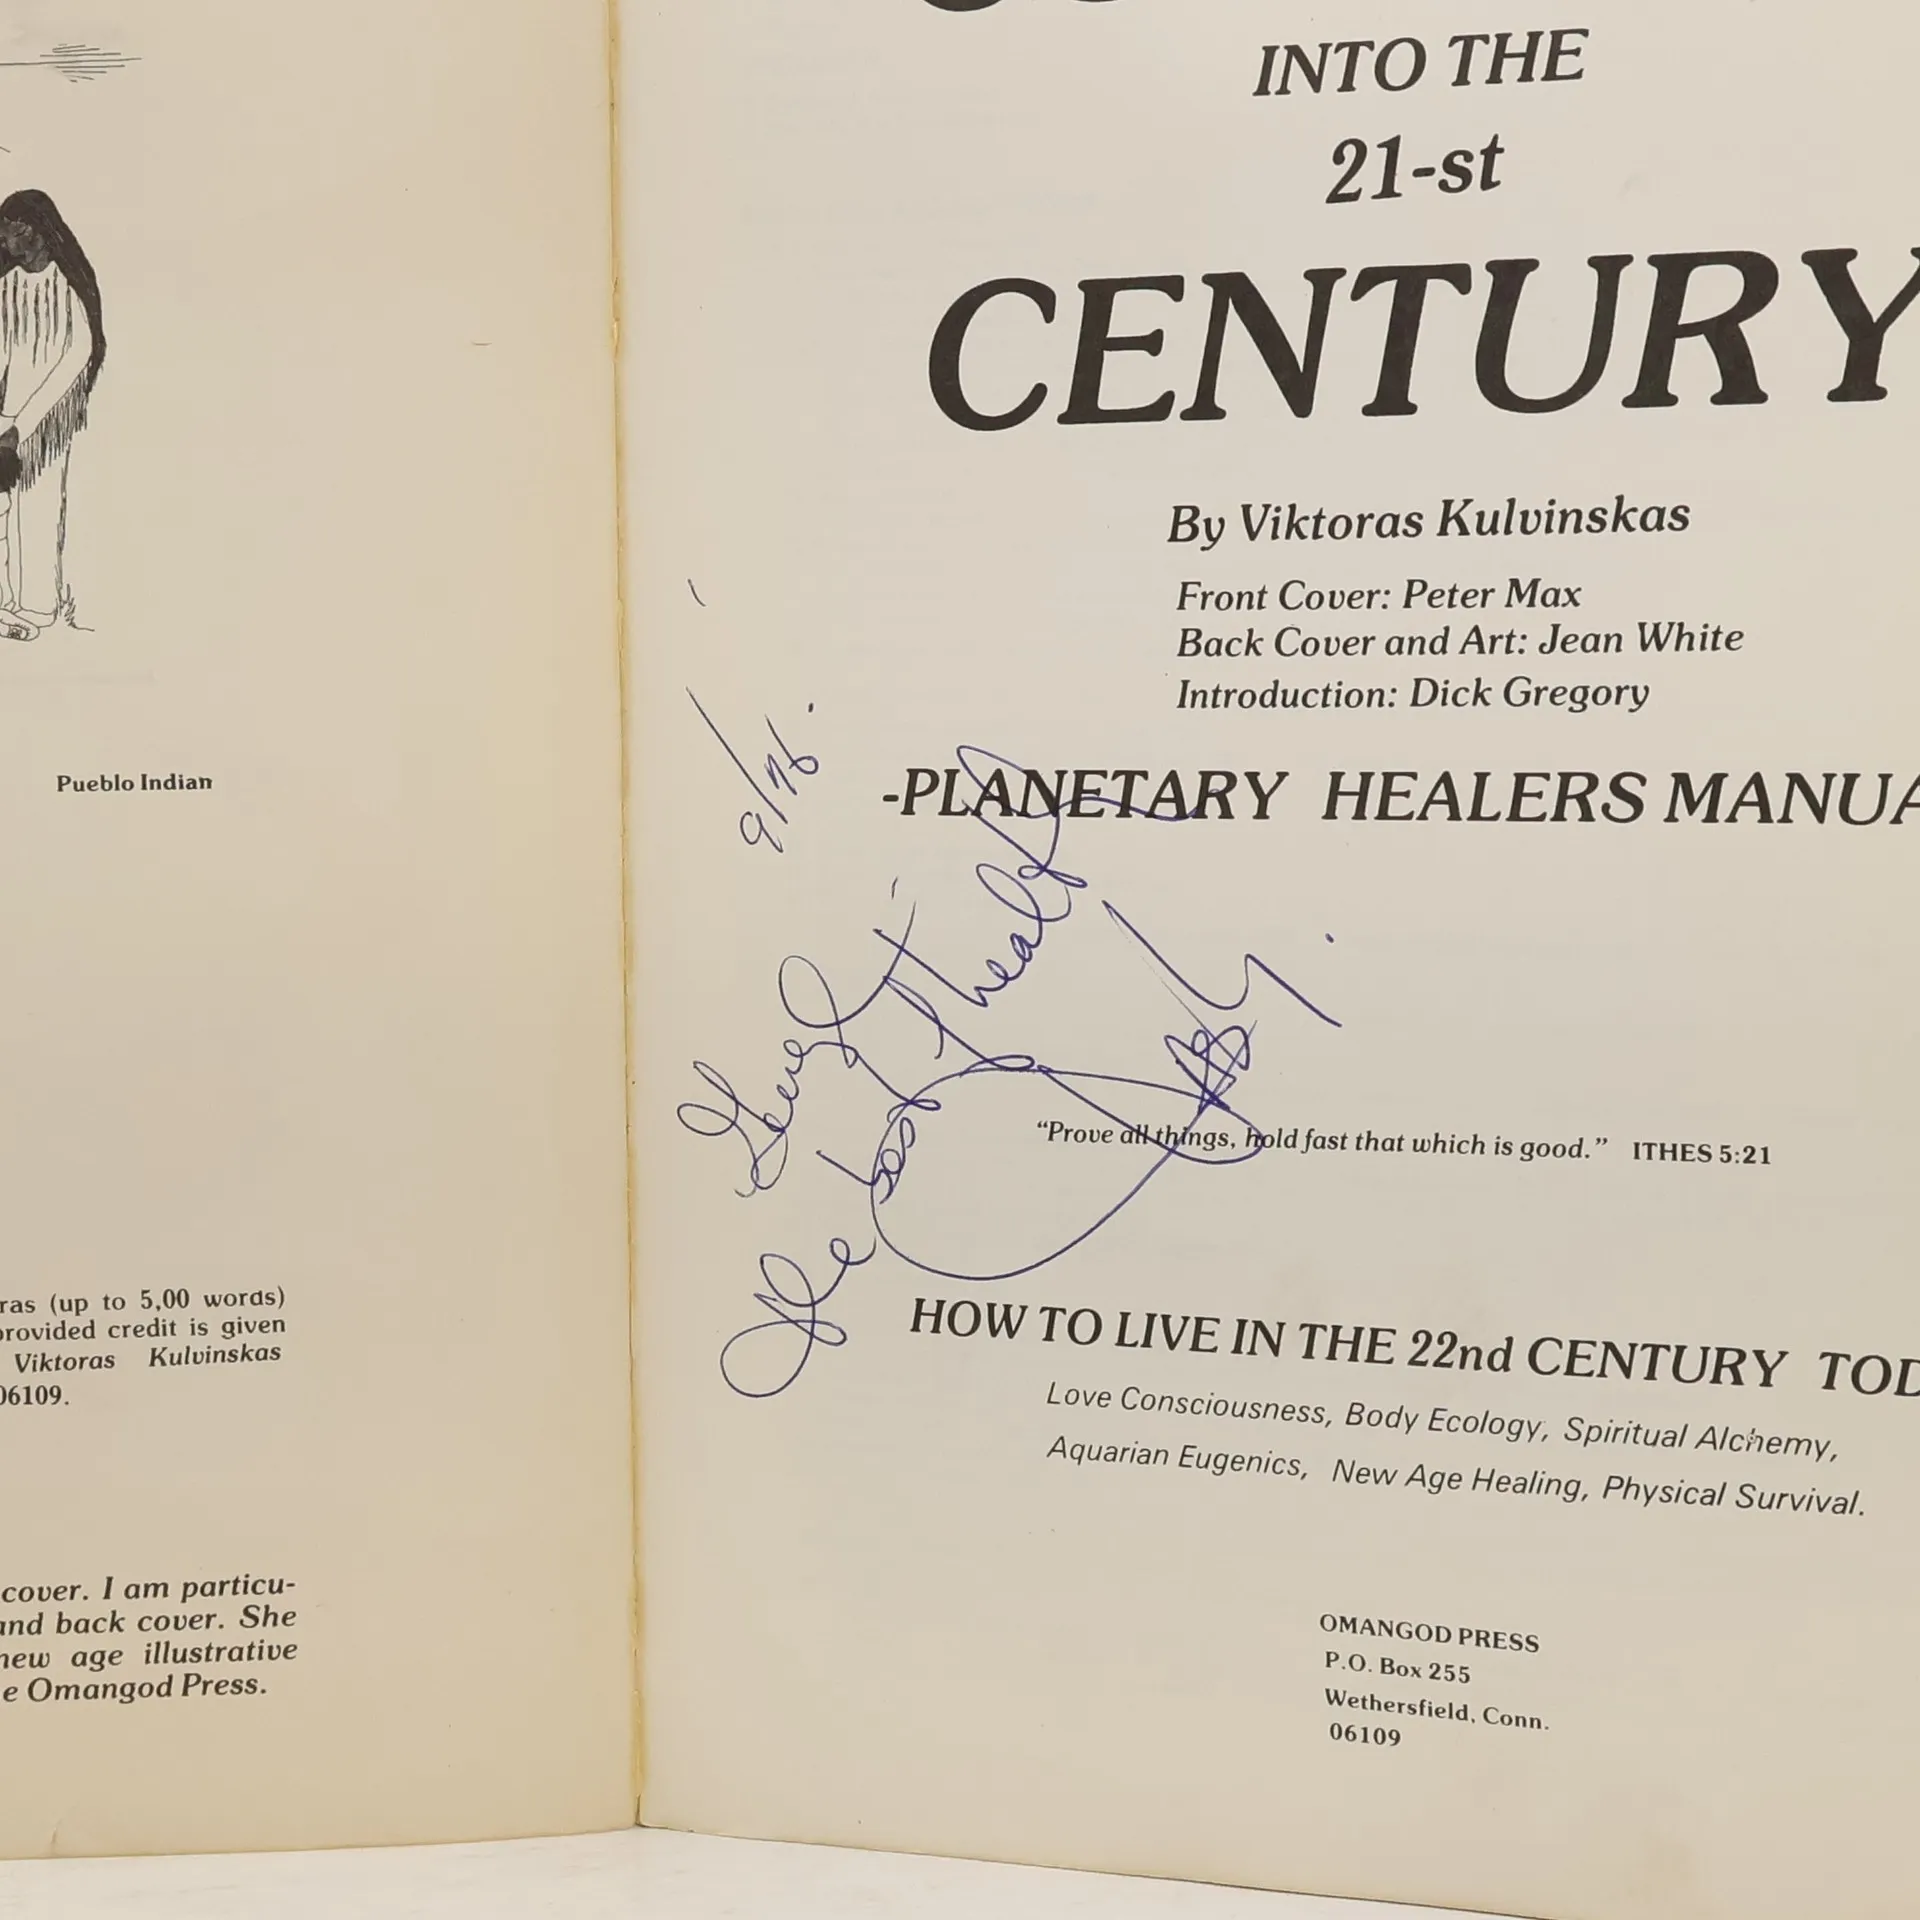 Pueblo Indian
ras (up to 5,00 words)
provided credit is given
Viktoras Kulvinskas
06109.
cover. I am particu-
and back cover. She
new age illustrative
e Omangod Press.
INTO THE
21-st
CENTURY
By Viktoras Kulvinskas
Front Cover: Peter Max
Back Cover and Art: Jean White
Introduction: Dick Gregory
9/76.
-PLANETARY HEALERS MANUA
"Prove all things, hold fast that which is good." ITHES 5:21
HOW TO LIVE IN THE 22nd CENTURY TOD
Love Consciousness, Body Ecology, Spiritual Alchemy,
Aquarian Eugenics, New Age Healing, Physical Survival.
OMANGOD PRESS
P.O. Box 255
Wethersfield, Conn.
06109